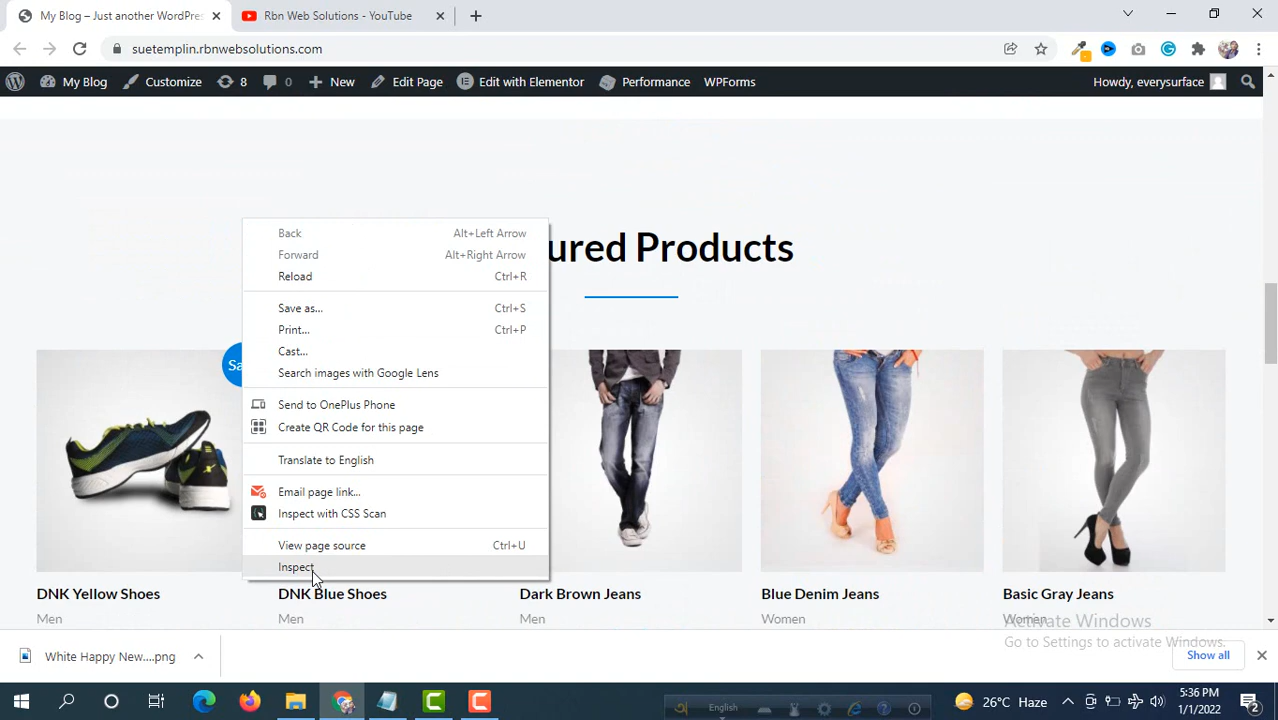 My Blog – Just another WordPres
Rbn Web Solutions - YouTube
suetemplin.rbnwebsolutions.com
My Blog
Customize
8
0
New
Edit Page
Edit with Elementor
Performance
WPForms
Howdy, everysurface
ured Products
Back Alt+Left Arrow
Forward Alt+Right Arrow
Reload Ctrl+R
Save as... Ctrl+S
Print... Ctrl+P
Cast...
Search images with Google Lens
Send to OnePlus Phone
Create QR Code for this page
Translate to English
Email page link...
Inspect with CSS Scan
View page source Ctrl+U
Inspect
Sa
DNK Yellow Shoes
Men
DNK Blue Shoes
Men
Dark Brown Jeans
Men
Blue Denim Jeans
Women
Basic Gray Jeans
Women
Activate Windows
Go to Settings to activate Windows.
White Happy New....png
Show all
English
26°C Haze
5:36 PM
1/1/2022
2